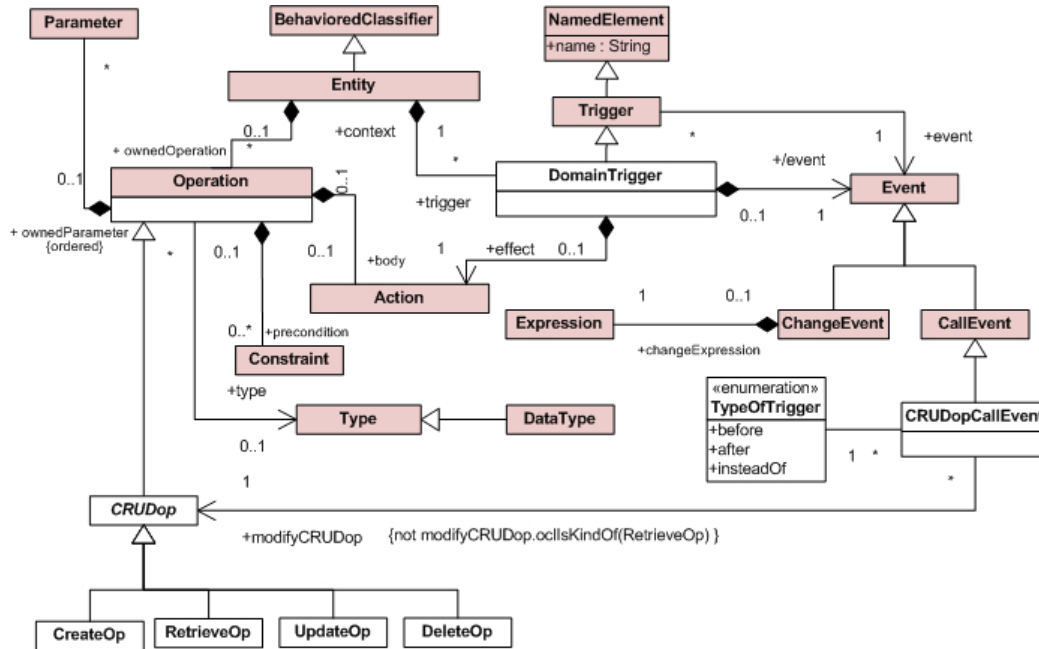 Parameter
BehavioredClassifier
NamedElement
+name : String
*
Entity
Trigger
0..1
+context
1
*
1
+event
+ ownedOperation
*
*
+/event
Operation
0..1
DomainTrigger
Event
0..1
+trigger
0..1
1
+ ownedParameter
{ordered}
*
0..1
0..1
+body
1
+effect
0..1
Action
1
0..1
Expression
ChangeEvent
CallEvent
0..*
+precondition
+changeExpression
Constraint
+type
«enumeration»
TypeOfTrigger
+before
+after
+insteadOf
CRUDopCallEvent
Type
DataType
0..1
1
*
1
*
CRUDop
+modifyCRUDop
{not modifyCRUDop.oclIsKindOf(RetrieveOp) }
CreateOp
RetrieveOp
UpdateOp
DeleteOp